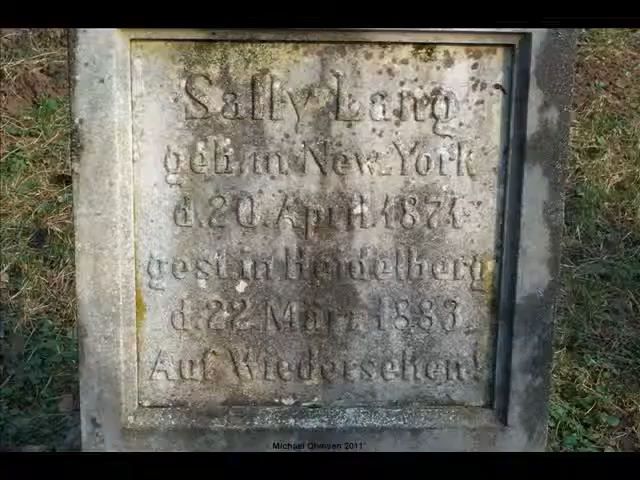 Sally Lang
geb. in New-York
d. 20. April 1871
gest. in Heidelberg
d. 22. März 1883.
Auf Wiedersehen!
Michael Ohmsen 2011